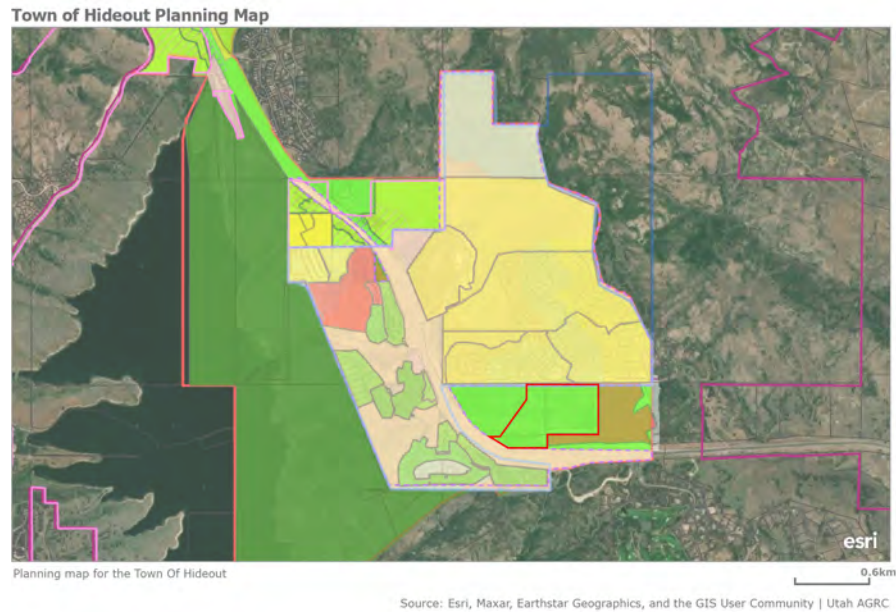 Town of Hideout Planning Map
esri
Planning map for the Town Of Hideout
0.6km
Source: Esri, Maxar, Earthstar Geographics, and the GIS User Community | Utah AGRC